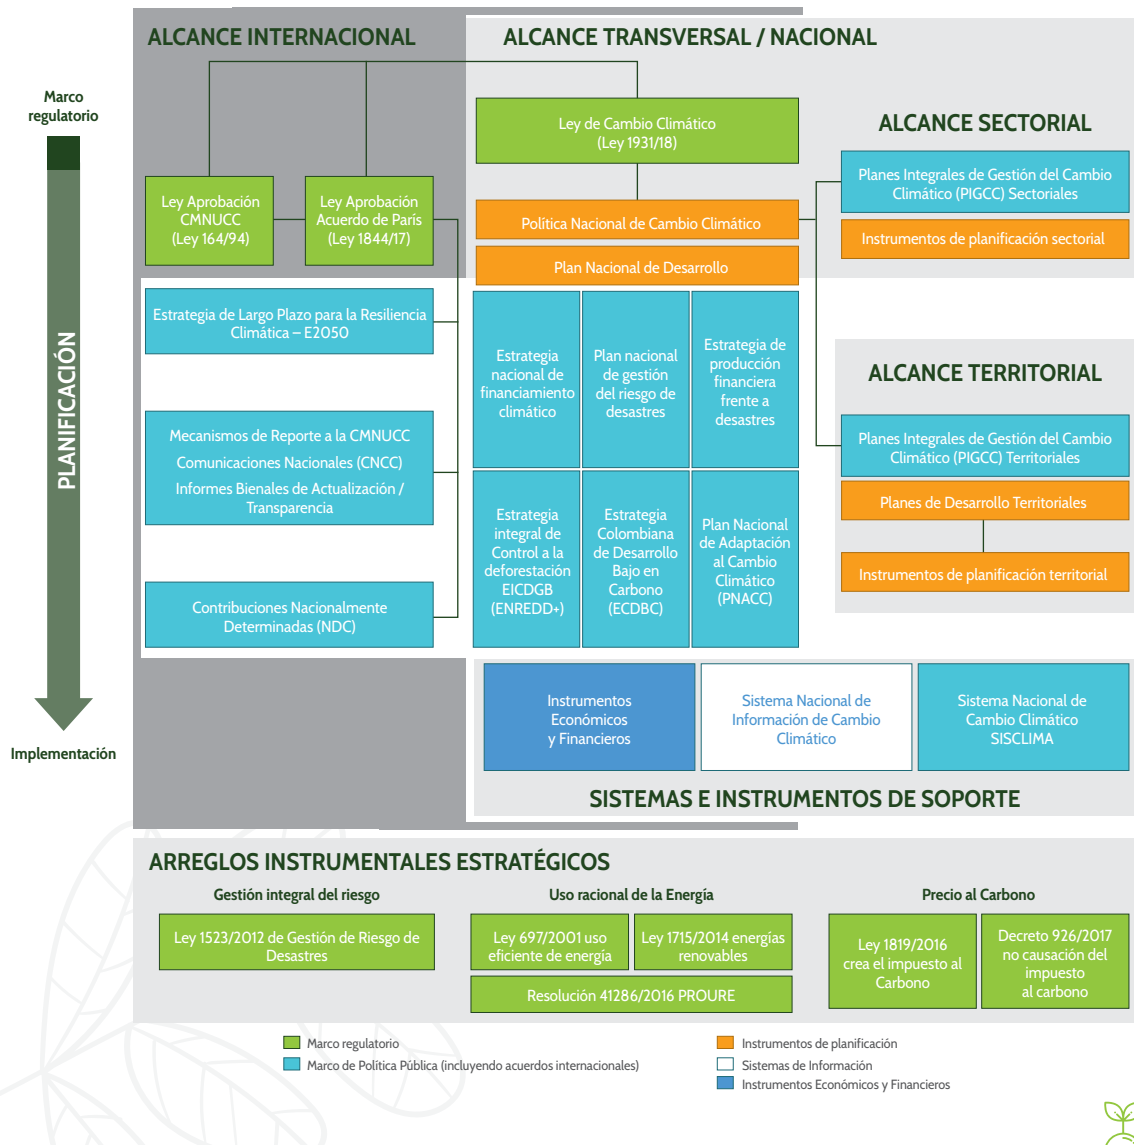 ALCANCE INTERNACIONAL
ALCANCE TRANSVERSAL / NACIONAL
Marco
regulatorio
PLANIFICACIÓN
Implementación
Ley de Cambio Climático
(Ley 1931/18)
ALCANCE SECTORIAL
Ley Aprobación
CMNUCC
(Ley 164/94)
Ley Aprobación
Acuerdo de París
(Ley 1844/17)
Política Nacional de Cambio Climático
Plan Nacional de Desarrollo
Planes Integrales de Gestión del Cambio
Climático (PIGCC) Sectoriales
Instrumentos de planificación sectorial
Estrategia de Largo Plazo para la Resiliencia
Climática – E2050
Mecanismos de Reporte a la CMNUCC
Comunicaciones Nacionales (CNCC)
Informes Bienales de Actualización /
Transparencia
Contribuciones Nacionalmente
Determinadas (NDC)
Estrategia
nacional de
financiamiento
climático
Plan nacional
de gestión
del riesgo de
desastres
Estrategia de
producción
financiera
frente a
desastres
Estrategia
integral de
Control a la
deforestación
EICDGB
(ENREDD+)
Estrategia
Colombiana
de Desarrollo
Bajo en
Carbono
(ECDBC)
Plan Nacional
de Adaptación
al Cambio
Climático
(PNACC)
ALCANCE TERRITORIAL
Planes Integrales de Gestión del Cambio
Climático (PIGCC) Territoriales
Planes de Desarrollo Territoriales
Instrumentos de planificación territorial
Instrumentos
Económicos
y Financieros
Sistema Nacional de
Información de Cambio
Climático
Sistema Nacional de
Cambio Climático
SISCLIMA
SISTEMAS E INSTRUMENTOS DE SOPORTE
ARREGLOS INSTRUMENTALES ESTRATÉGICOS
Gestión integral del riesgo
Uso racional de la Energía
Precio al Carbono
Ley 1523/2012 de Gestión de Riesgo de
Desastres
Ley 697/2001 uso
eficiente de energía
Ley 1715/2014 energías
renovables
Resolución 41286/2016 PROURE
Ley 1819/2016
crea el impuesto al
Carbono
Decreto 926/2017
no causación del
impuesto
al carbono
Marco regulatorio
Marco de Política Pública (incluyendo acuerdos internacionales)
Instrumentos de planificación
Sistemas de Información
Instrumentos Económicos y Financieros